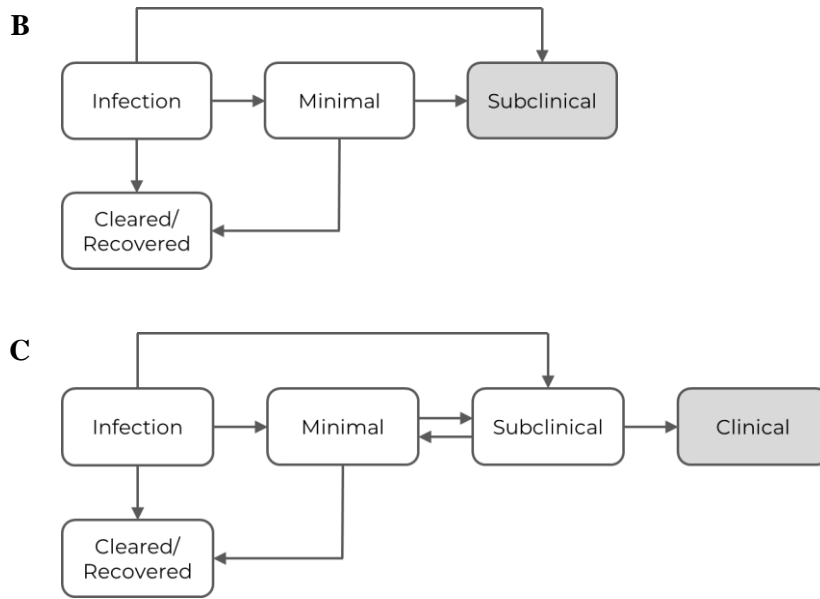 B
Infection
Minimal
Subclinical
Cleared/
Recovered
C
Infection
Minimal
Subclinical
Clinical
Cleared/
Recovered